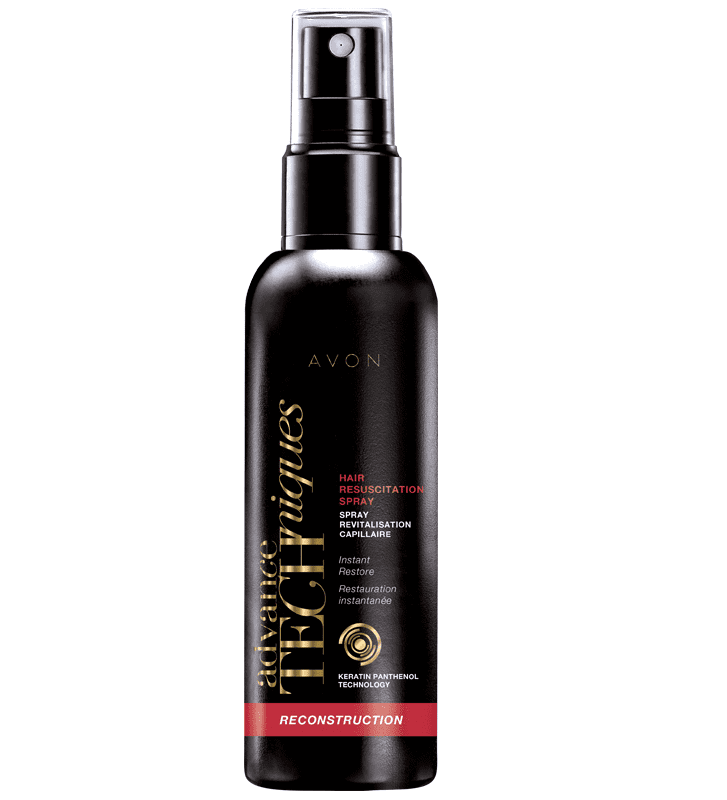 AVON
advance
TECHniques
HAIR
RESUSCITATION
SPRAY
SPRAY
REVITALISATION
CAPILLAIRE
Instant
Restore
Restauration
instantanée
KERATIN PANTHENOL
TECHNOLOGY
RECONSTRUCTION